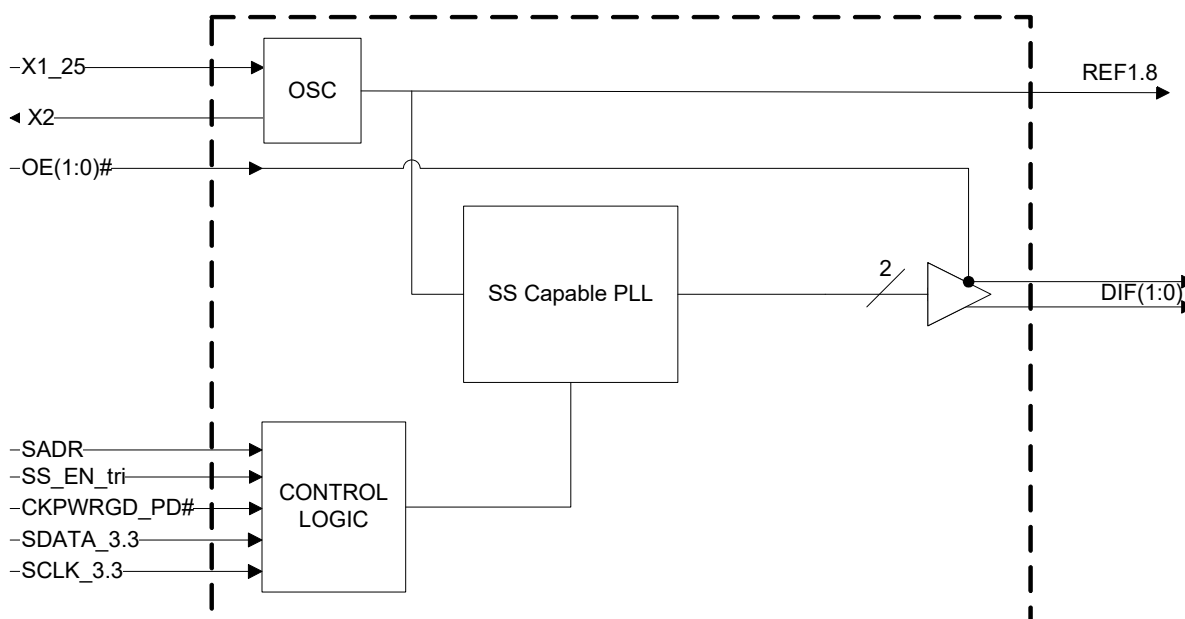 X1_25
OSC
REF1.8
X2
OE(1:0)#
2
SS Capable PLL
DIF(1:0)
SADR
SS_EN_tri
CKPWRGD_PD#
CONTROL
LOGIC
SDATA_3.3
SCLK_3.3